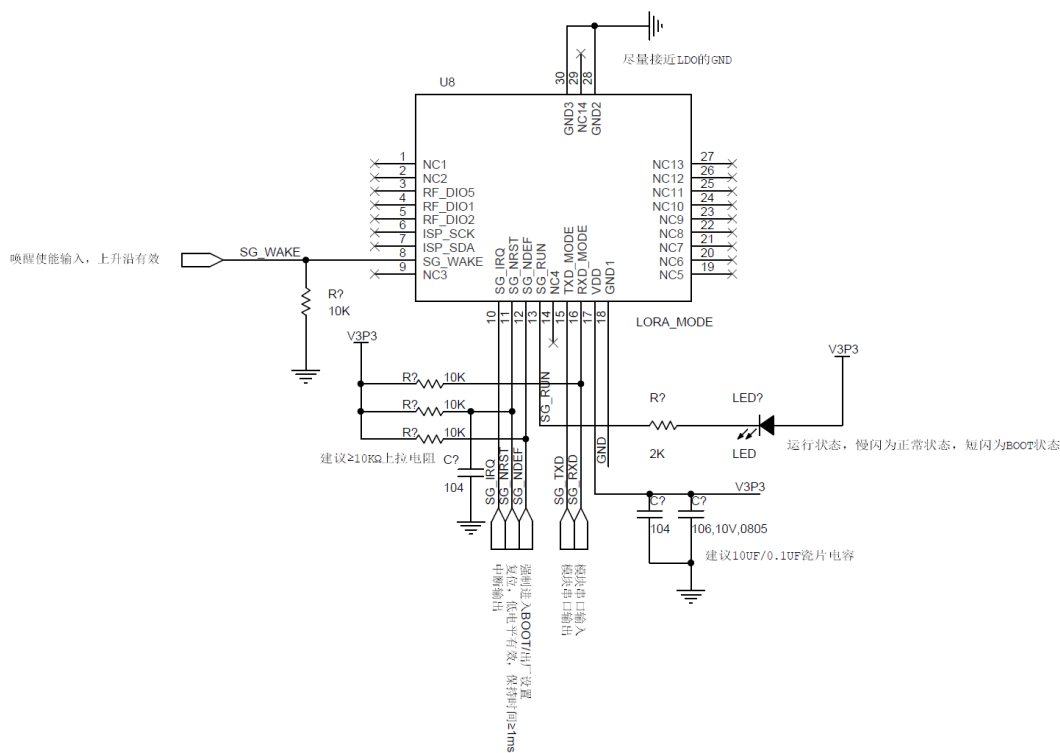 尽量接近LDO的GND
30
29
28
U8
GND3
NC14
GND2
1
NC1
2
NC2
3
RF_DIO5
4
RF_DIO1
5
RF_DIO2
6
ISP_SCK
7
ISP_SDA
8
SG_WAKE
9
NC3
NC13
27
NC12
26
NC11
25
NC10
24
NC9
23
NC8
22
NC7
21
NC6
20
NC5
19
唤醒使能输入,上升沿有效
SG_WAKE
R?
10K
SG_IRQ
SG_NRST
SG_NDEF
SG_RUN
NC4
TXD_MODE
RXD_MODE
VDD
GND1
10
11
12
13
14
15
16
17
18
LORA_MODE
V3P3
R?
10K
R?
10K
R?
10K
建议≥10KΩ上拉电阻
C?
104
SG_RUN
SG_IRQ
SG_NRST
SG_NDEF
SG_TXD
SG_RXD
GND
V3P3
R?
2K
LED?
LED
运行状态,慢闪为正常状态,短闪为BOOT状态
V3P3
C?
104
C?
106,10V,0805
建议10UF/0.1UF瓷片电容
中断输出
复位,低电平有效,保持时间≥1ms
强制进入BOOT/出厂设置
模块串口输出
模块串口输入